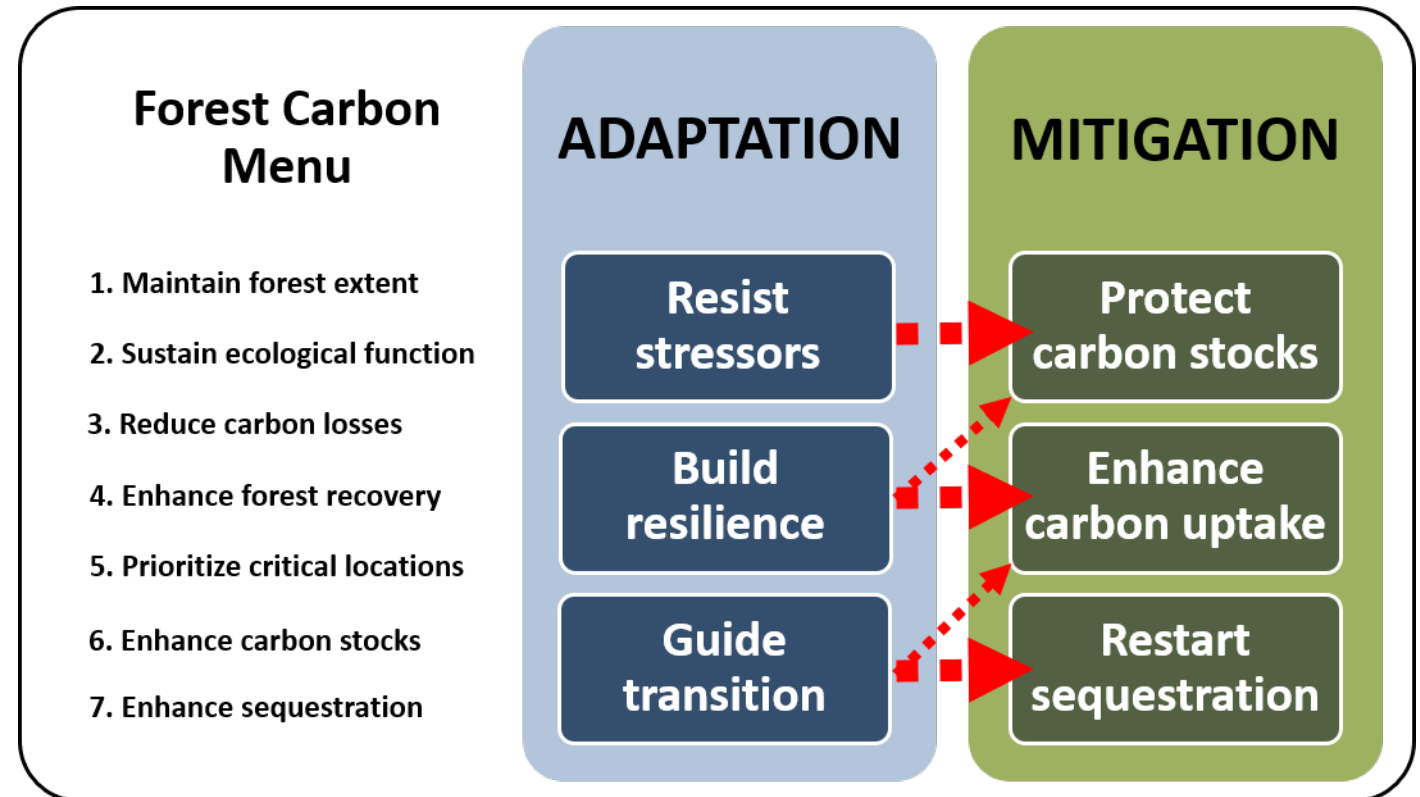 Forest Carbon
Menu
1. Maintain forest extent
2. Sustain ecological function
3. Reduce carbon losses
4. Enhance forest recovery
5. Prioritize critical locations
6. Enhance carbon stocks
7. Enhance sequestration
ADAPTATION
Resist
stressors
Build
resilience
Guide
transition
MITIGATION
Protect
carbon stocks
Enhance
carbon uptake
Restart
sequestration